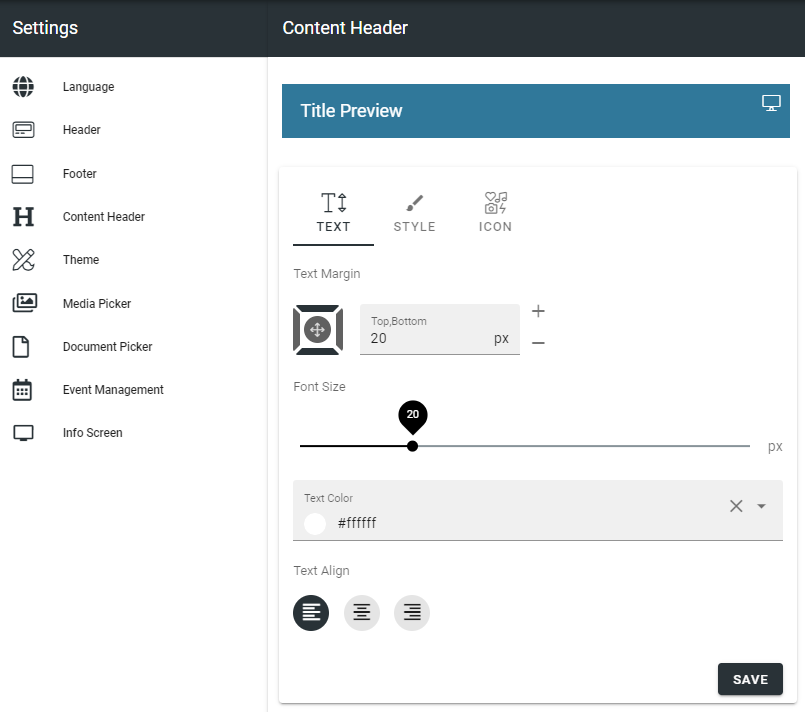 Settings
Content Header
Language
Header
Footer
Content Header
Theme
Media Picker
Document Picker
Event Management
Info Screen
Title Preview
TEXT
STYLE
ICON
Text Margin
Top,Bottom
20 px
Font Size
20
px
Text Color
#ffffff
Text Align
SAVE